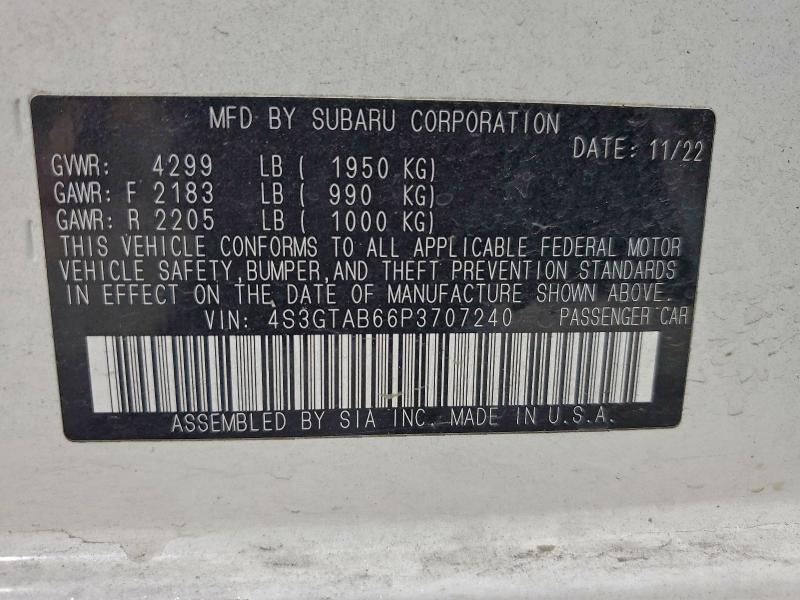 MFD BY SUBARU CORPORATION
DATE: 11/22
GVWR: 4299 LB ( 1950 KG)
GAWR: F 2183 LB ( 990 KG)
GAWR: R 2205 LB ( 1000 KG)
THIS VEHICLE CONFORMS TO ALL APPLICABLE FEDERAL MOTOR
VEHICLE SAFETY, BUMPER, AND THEFT PREVENTION STANDARDS
IN EFFECT ON THE DATE OF MANUFACTURE SHOWN ABOVE.
VIN: 4S3GTAB66P3707240 PASSENGER CAR
ASSEMBLED BY SIA INC. MADE IN U.S.A.